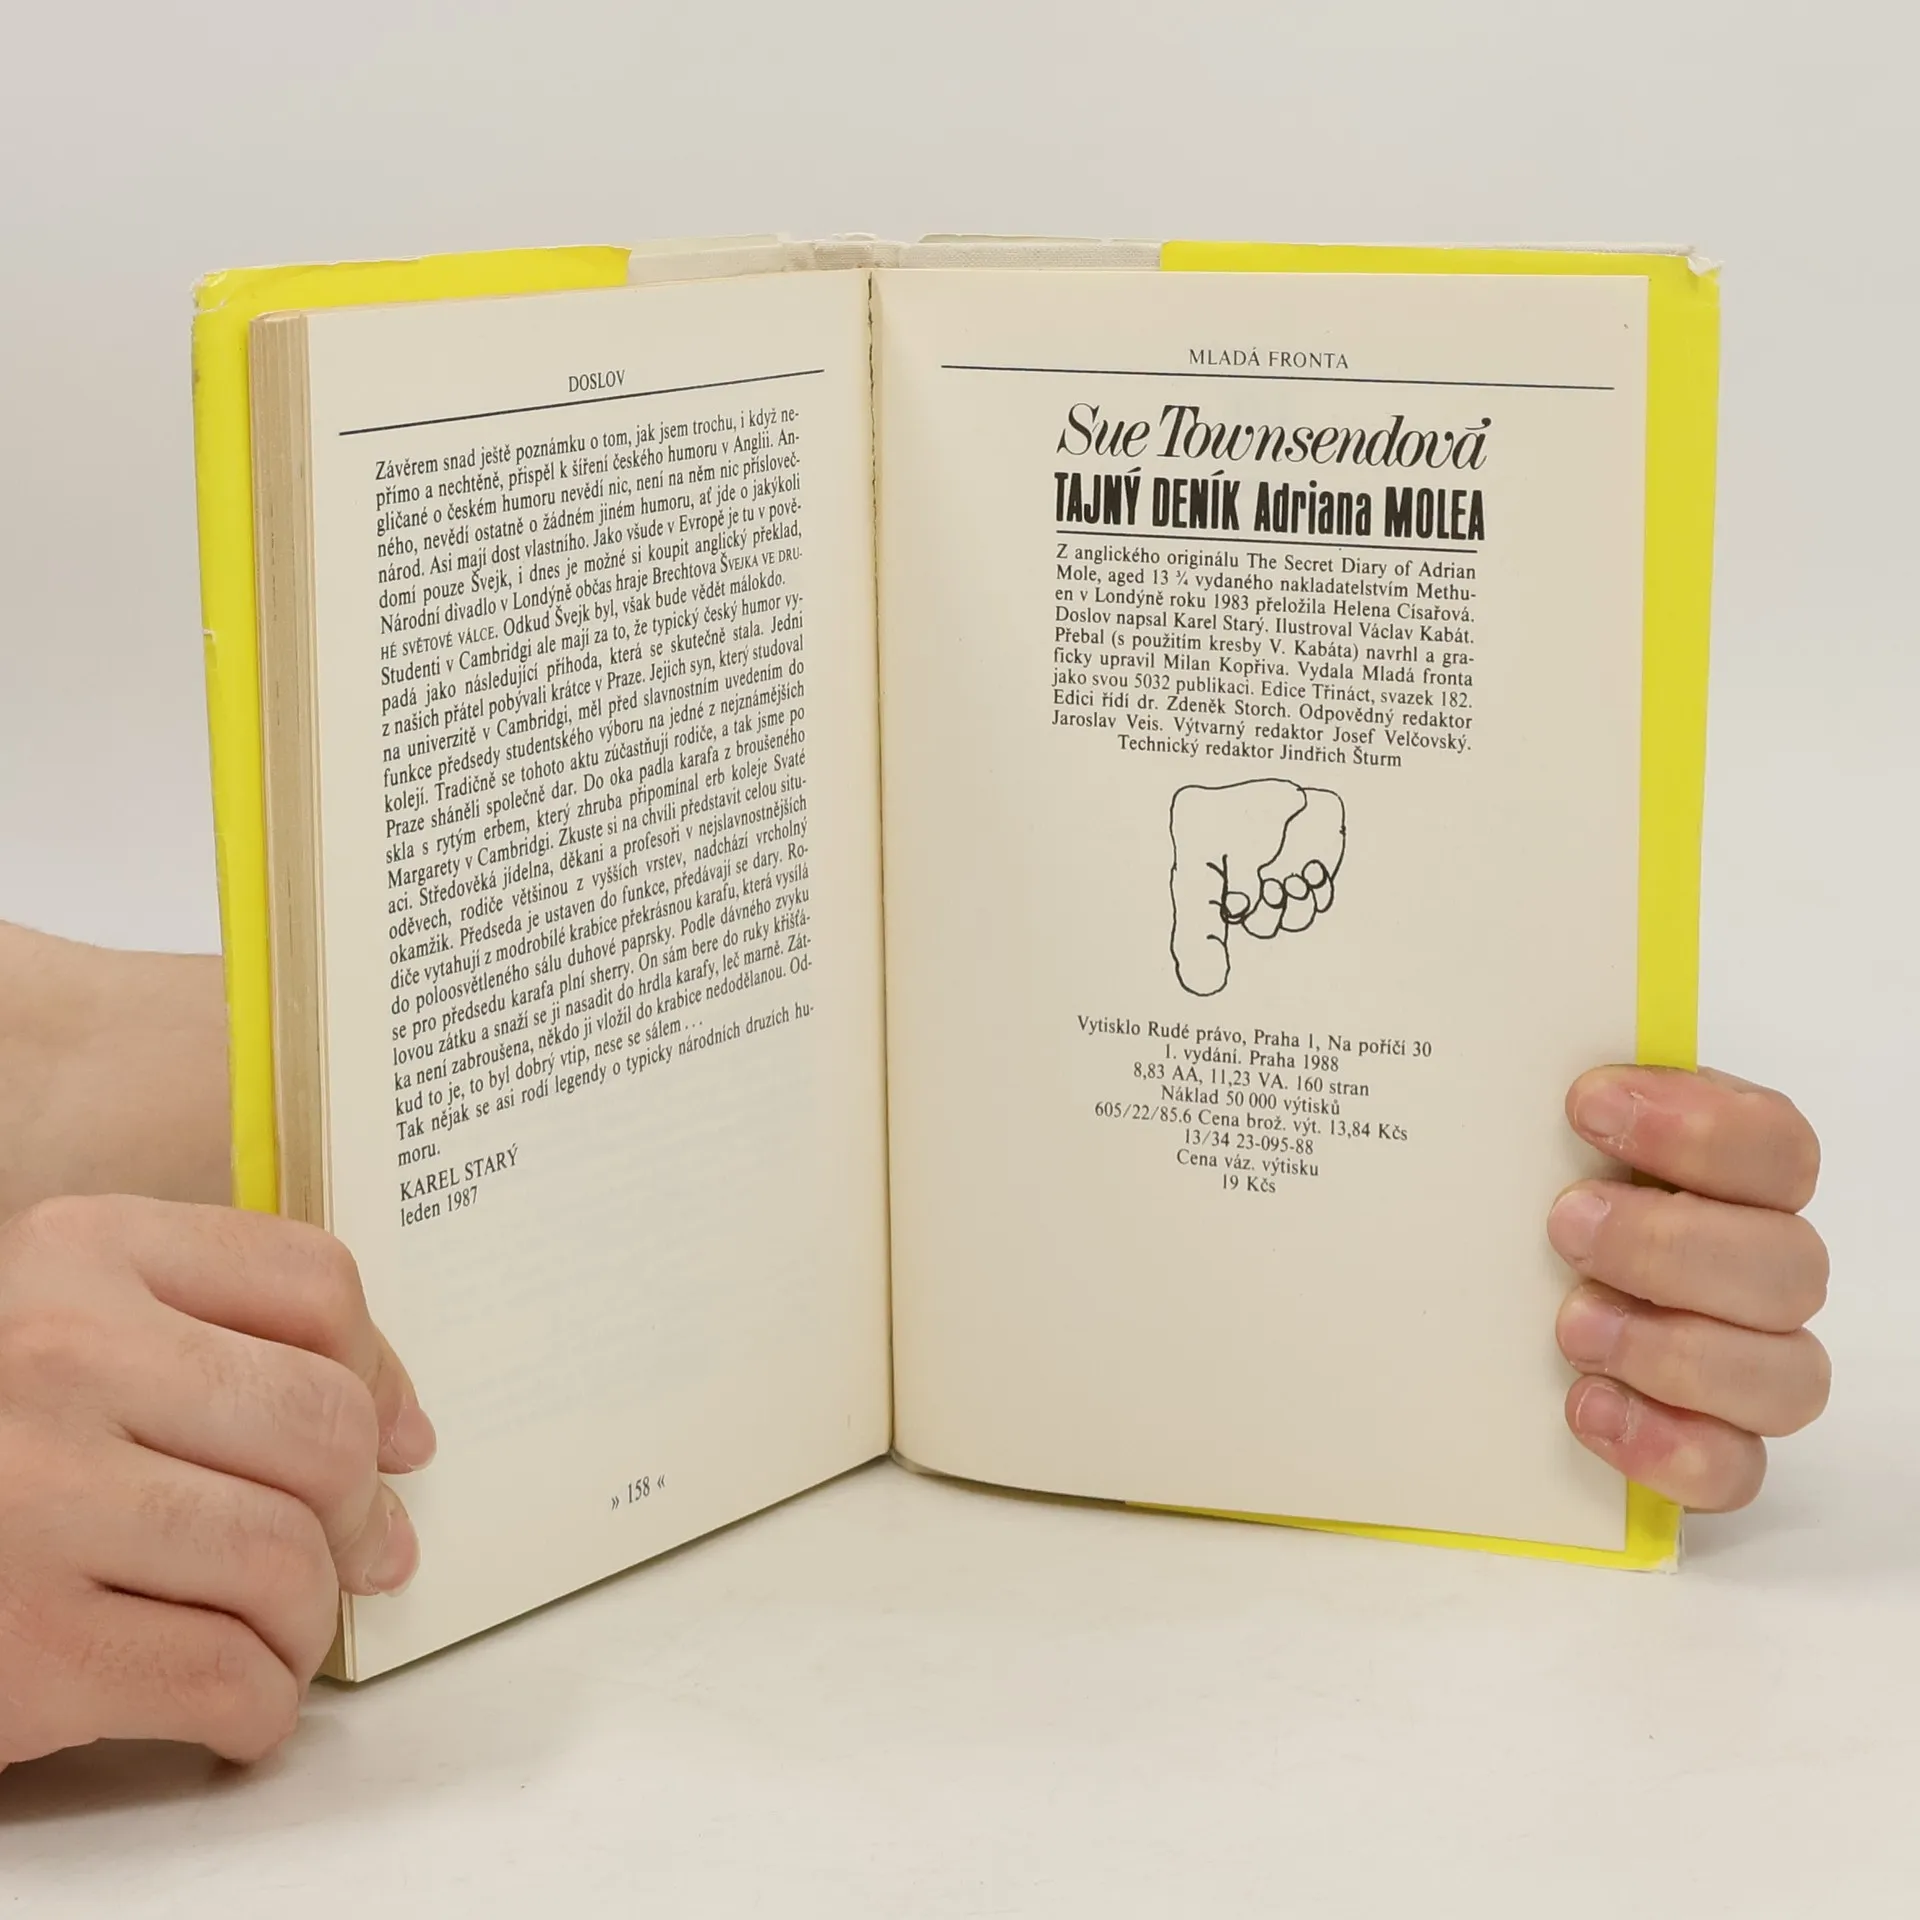 DOSLOV
Závěrem snad ještě poznámku o tom, jak jsem trochu, i když ne-
přímo a nechtěně, přispěl k šíření českého humoru v Anglii. An-
gličané o českém humoru nevědí nic, není na něm nic přísloveč-
ného, nevědí ostatně o žádném jiném humoru, ať jde o jakýkoli
národ. Asi mají dost vlastního. Jako všude v Evropě je tu v pově-
domí pouze Švejk, i dnes je možné si koupit anglický překlad,
Národní divadlo v Londýně občas hraje Brechtova ŠVEJKA VE DRU-
HÉ SVĚTOVÉ VÁLCE. Odkud Švejk byl, však bude vědět málokdo.
Studenti v Cambridgi ale mají za to, že typický český humor vy-
padá jako následující příhoda, která se skutečně stala. Jedni
z našich přátel pobývali krátce v Praze. Jejich syn, který studoval
na univerzitě v Cambridgi, měl před slavnostním uvedením do
funkce předsedy studentského výboru na jedné z nejznámějších
kolejí. Tradičně se tohoto aktu zúčastňují rodiče, a tak jsme po
Praze sháněli společně dar. Do oka padla karafa z broušeného
skla s rytým erbem, který zhruba připomínal erb koleje Svaté
Margarety v Cambridgi. Zkuste si na chvíli představit celou situ-
aci. Středověká jídelna, děkani a profesoři v nejslavnostnějších
oděvech, rodiče většinou z vyšších vrstev, nadchází vrcholný
okamžik. Předseda je ustaven do funkce, předávají se dary. Ro-
diče vytahují z modrobílé krabice překrásnou karafu, která vysílá
do poloosvětleného sálu duhové paprsky. Podle dávného zvyku
se pro předsedu karafa plní sherry. On sám bere do ruky křišťá-
lovou zátku a snaží se ji nasadit do hrdla karafy, leč marně. Zát-
ka není zabroušena, někdo ji vložil do krabice nedodělanou. Od-
kud to je, to byl dobrý vtip, nese se sálem . . .
Tak nějak se asi rodí legendy o typicky národních druzích hu-
moru.
KAREL STARÝ
leden 1987
» 158 «
MLADÁ FRONTA
Sue Townsendová
TAJNÝ DENÍK Adriana MOLEA
Z anglického originálu The Secret Diary of Adrian
Mole, aged 13 ¾ vydaného nakladatelstvím Methu-
en v Londýně roku 1983 přeložila Helena Císařová.
Doslov napsal Karel Starý. Ilustroval Václav Kabát.
Přebal (s použitím kresby V. Kabáta) navrhl a gra-
ficky upravil Milan Kopřiva. Vydala Mladá fronta
jako svou 5032 publikaci. Edice Třináct, svazek 182.
Edici řídí dr. Zdeněk Storch. Odpovědný redaktor
Jaroslav Veis. Výtvarný redaktor Josef Velčovský.
Technický redaktor Jindřich Šturm
Vytisklo Rudé právo, Praha 1, Na poříčí 30
1. vydání. Praha 1988
8,83 AA, 11,23 VA. 160 stran
Náklad 50 000 výtisků
605/22/85.6 Cena brož. výt. 13,84 Kčs
13/34 23-095-88
Cena váz. výtisku
19 Kčs